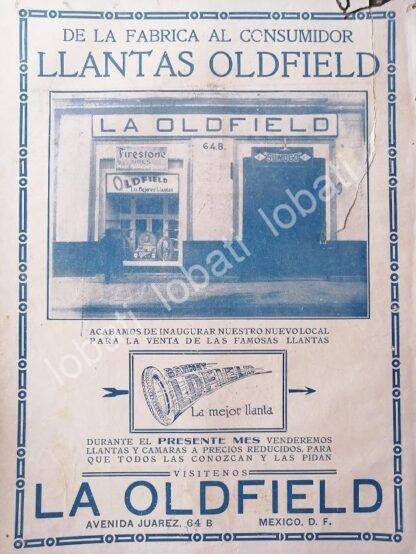 DE LA FABRICA AL CONSUMIDOR
LLANTAS OLDFIELD
LA OLDFIELD
64.B.
Firestone
TIRES
OLDFIELD
Las Mejores Llantas
lobati lobati lobati
ACABAMOS DE INAUGURAR NUESTRO NUEVO LOCAL
PARA LA VENTA DE LAS FAMOSAS LLANTAS
OLDFIELD
La mejor llanta
DURANTE EL PRESENTE MES VENDEREMOS
LLANTAS Y CAMARAS A PRECIOS REDUCIDOS, PARA
QUE TODOS LAS CONOZCAN Y LAS PIDAN
VISITENOS
LA OLDFIELD
AVENIDA JUAREZ, 64 B MEXICO, D. F.